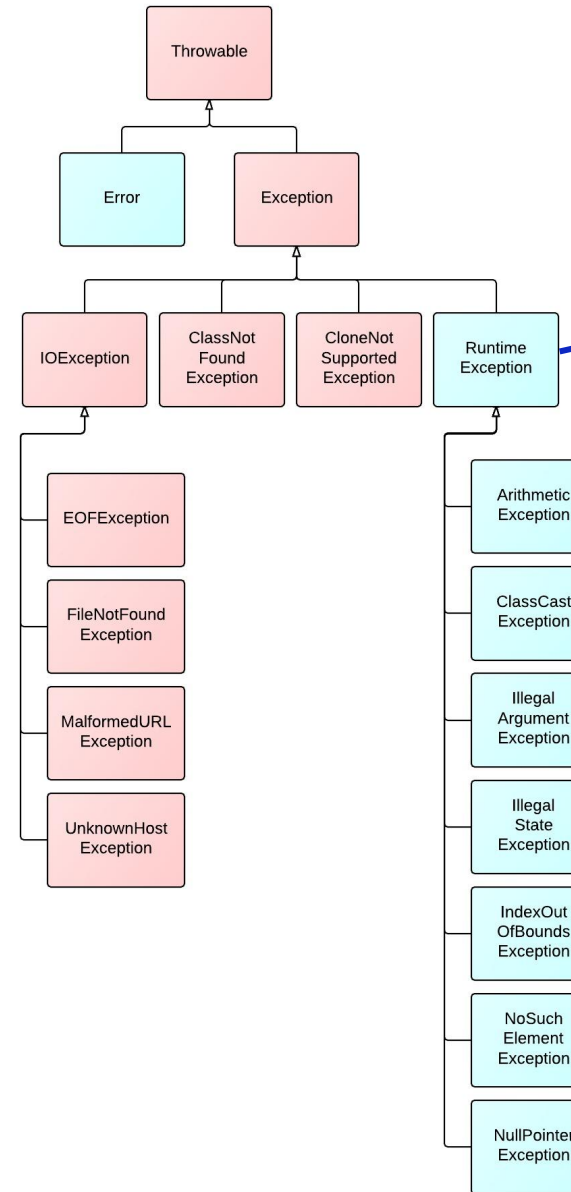 Throwable
Error
Exception
IOException
ClassNot
Found
Exception
CloneNot
Supported
Exception
Runtime
Exception
EOFException
FileNotFound
Exception
MalformedURL
Exception
UnknownHost
Exception
Arithmetic
Exception
ClassCast
Exception
Illegal
Argument
Exception
Illegal
State
Exception
IndexOut
OfBounds
Exception
NoSuch
Element
Exception
NullPointer
Exception